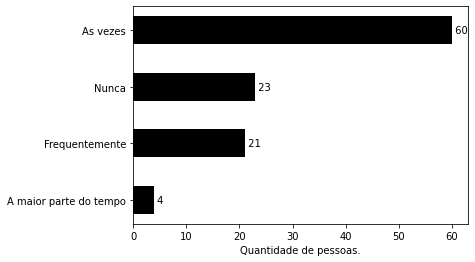 As vezes 60
Nunca 23
Frequentemente 21
A maior parte do tempo 4
0 10 20 30 40 50 60
Quantidade de pessoas.